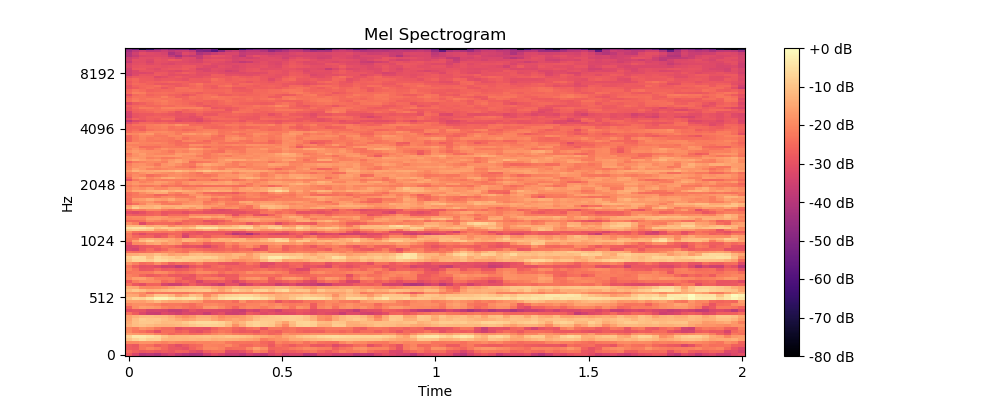 Mel Spectrogram
Hz
8192
4096
2048
1024
512
0
0
0.5
1
1.5
2
Time
+0 dB
-10 dB
-20 dB
-30 dB
-40 dB
-50 dB
-60 dB
-70 dB
-80 dB